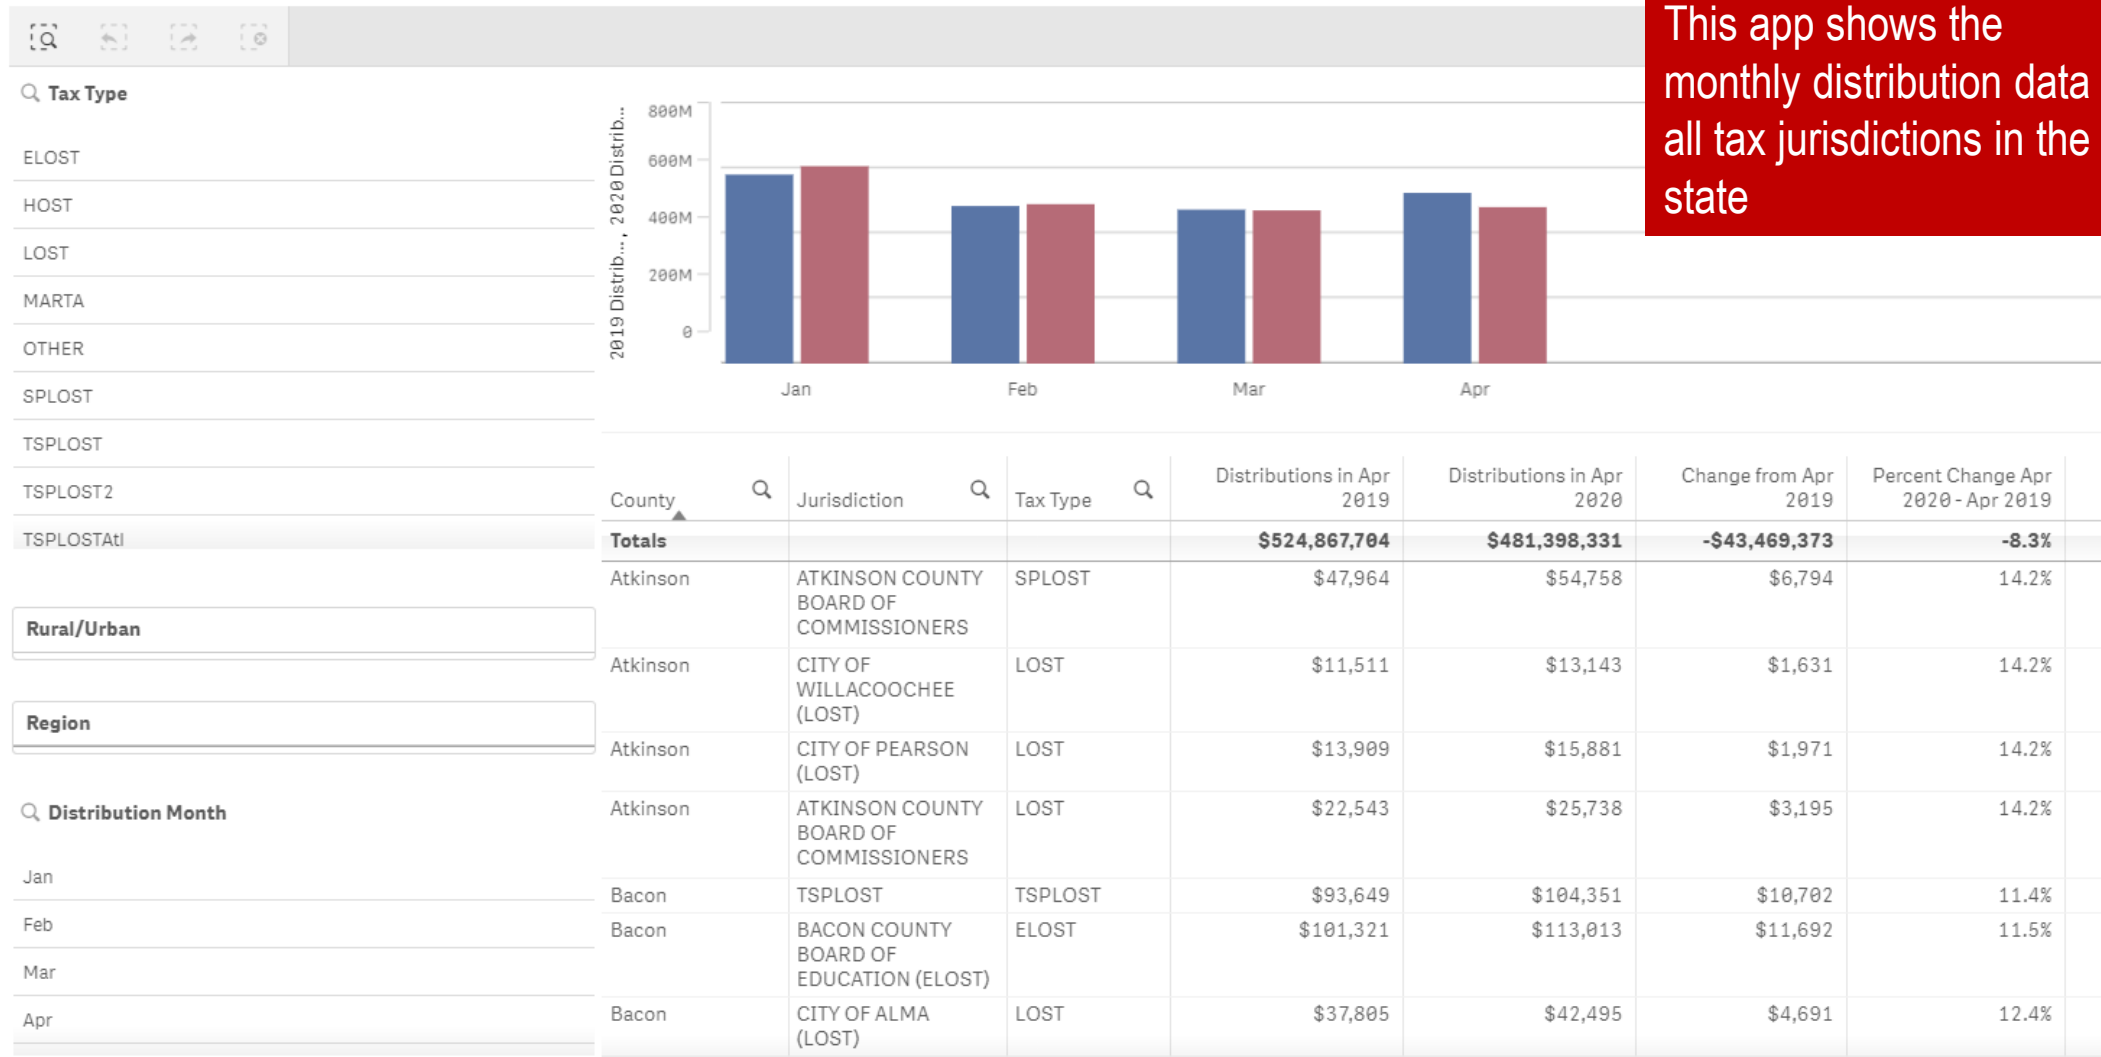 This app shows the
monthly distribution data
all tax jurisdictions in the
state
Tax Type
ELOST
HOST
LOST
MARTA
OTHER
SPLOST
TSPLOST
TSPLOST2
TSPLOSTAtl
Rural/Urban
Region
Distribution Month
Jan
Feb
Mar
Apr
2019 Distrib..., 2020 Distrib...
800M
600M
400M
200M
0
Jan Feb Mar Apr
County Jurisdiction Tax Type Distributions in Apr 2019 Distributions in Apr 2020 Change from Apr 2019 Percent Change Apr 2020 - Apr 2019
Totals $524,867,704 $481,398,331 -$43,469,373 -8.3%
Atkinson ATKINSON COUNTY SPLOST $47,964 $54,758 $6,794 14.2%
BOARD OF
COMMISSIONERS
Atkinson CITY OF LOST $11,511 $13,143 $1,631 14.2%
WILLACOOCHEE
(LOST)
Atkinson CITY OF PEARSON LOST $13,909 $15,881 $1,971 14.2%
(LOST)
Atkinson ATKINSON COUNTY LOST $22,543 $25,738 $3,195 14.2%
BOARD OF
COMMISSIONERS
Bacon TSPLOST TSPLOST $93,649 $104,351 $10,702 11.4%
Bacon BACON COUNTY ELOST $101,321 $113,013 $11,692 11.5%
BOARD OF
EDUCATION (ELOST)
Bacon CITY OF ALMA LOST $37,805 $42,495 $4,691 12.4%
(LOST)